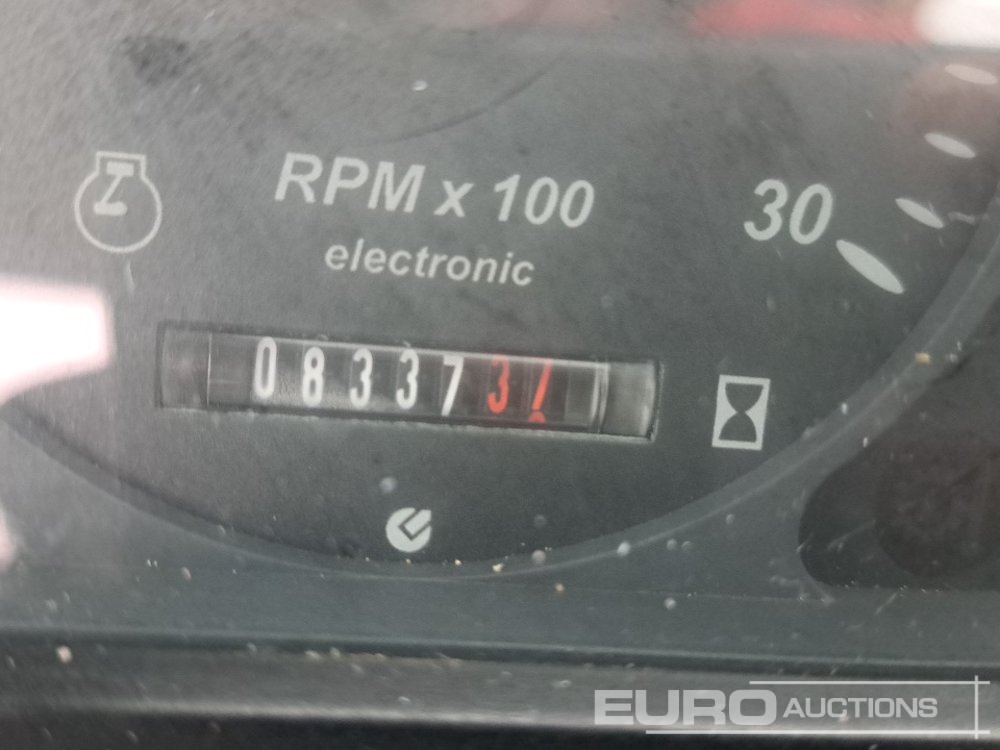 RPM x 100
30
electronic
0833737
EURO AUCTIONS